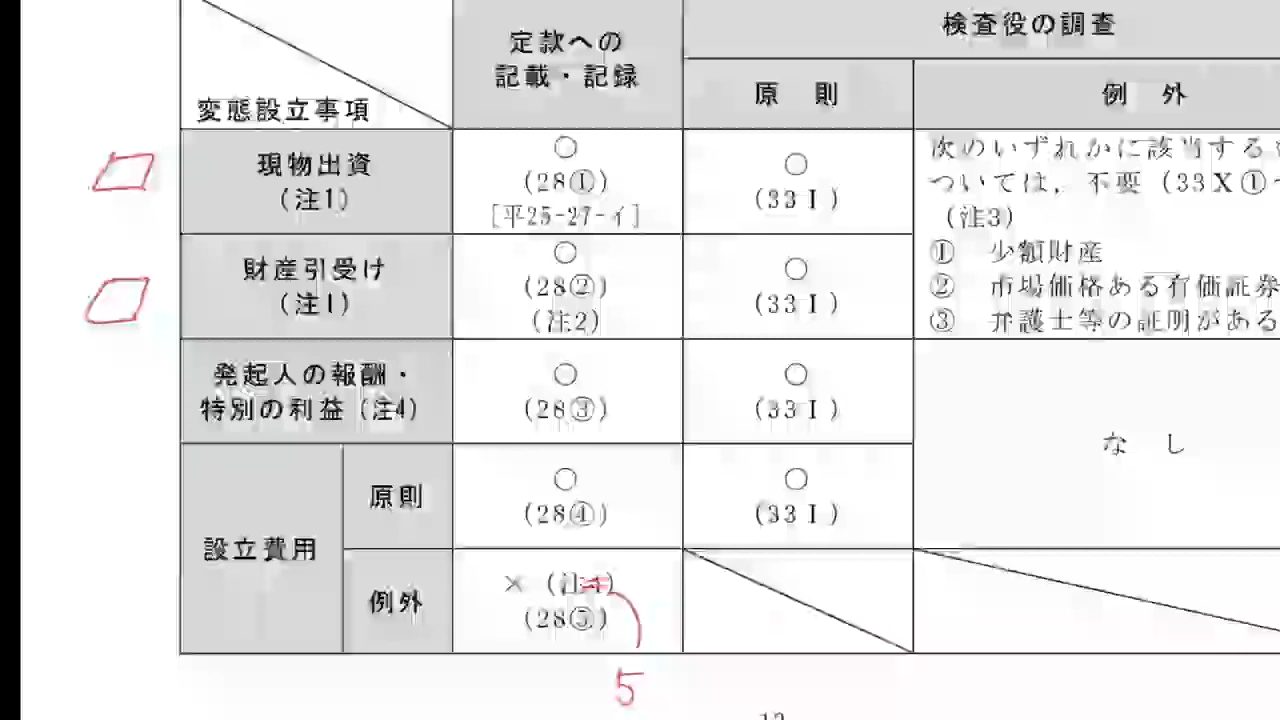 定款への
記載・記録
検査役の調査
原 則
例 外
変態設立事項
現物出資
(注1)
○
(28①)
[平25-27-イ]
○
(33Ⅰ)
次のいずれかに該当する
ついては,不要(33Ⅹ①
(注3)
① 少額財産
② 市場価格ある有価証券
③ 弁護士等の証明がある
財産引受け
(注1)
○
(28②)
(注2)
○
(33Ⅰ)
発起人の報酬・
特別の利益(注4)
○
(28③)
○
(33Ⅰ)
な し
設立費用
原則
○
(28④)
○
(33Ⅰ)
例外
×(注4)
(28⑤)
5